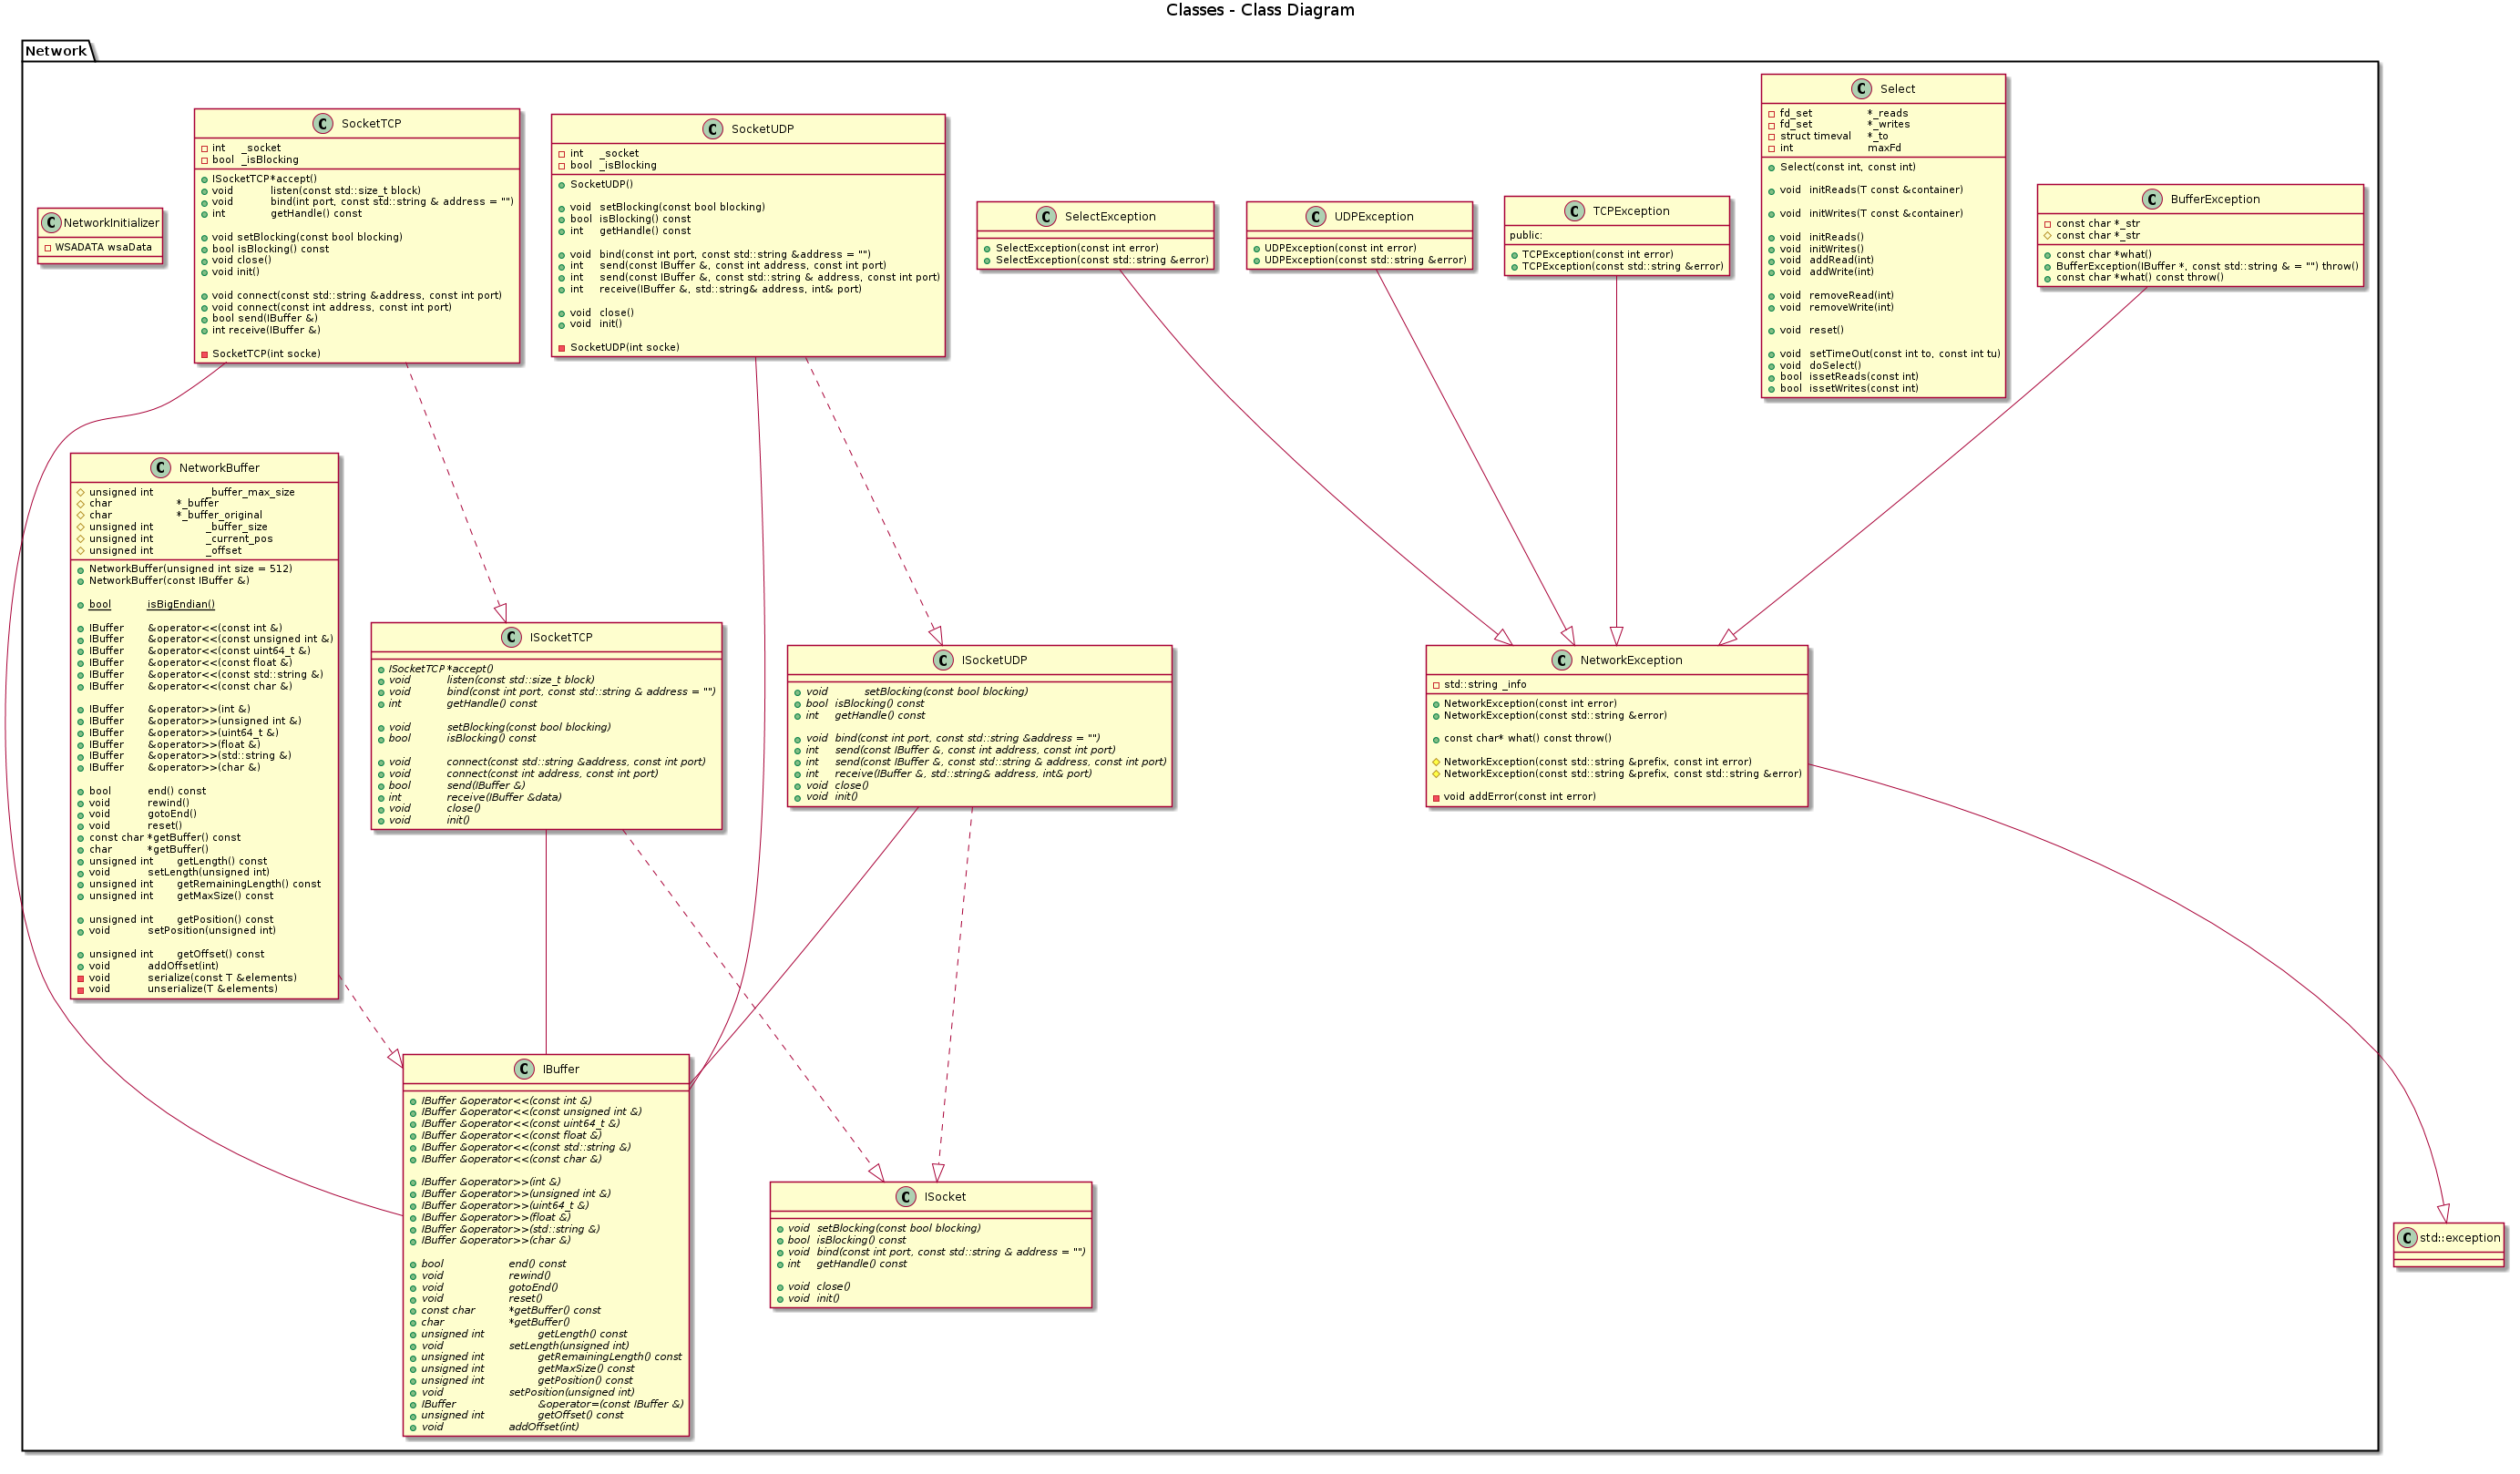 Classes - Class Diagram
Network
NetworkInitializer
WSADATA wsaData
SocketTCP
int _socket
bool _isBlocking
ISocketTCP*accept()
void listen(const std::size_t block)
void bind(int port, const std::string & address = "")
int getHandle() const
void setBlocking(const bool blocking)
bool isBlocking() const
void close()
void init()
void connect(const std::string &address, const int port)
void connect(const int address, const int port)
bool send(IBuffer &)
int receive(IBuffer &)
SocketTCP(int socke)
SocketUDP
int _socket
bool _isBlocking
SocketUDP()
void setBlocking(const bool blocking)
bool isBlocking() const
int getHandle() const
void bind(const int port, const std::string &address = "")
int send(const IBuffer &, const int address, const int port)
int send(const IBuffer &, const std::string & address, const int port)
int receive(IBuffer &, std::string& address, int& port)
void close()
void init()
SocketUDP(int socke)
SelectException
SelectException(const int error)
SelectException(const std::string &error)
UDPException
UDPException(const int error)
UDPException(const std::string &error)
TCPException
public:
TCPException(const int error)
TCPException(const std::string &error)
Select
fd_set *_reads
fd_set *_writes
struct timeval *_to
int maxFd
Select(const int, const int)
void initReads(T const &container)
void initWrites(T const &container)
void initReads()
void initWrites()
void addRead(int)
void addWrite(int)
void removeRead(int)
void removeWrite(int)
void reset()
void setTimeOut(const int to, const int tu)
void doSelect()
bool issetReads(const int)
bool issetWrites(const int)
BufferException
const char *_str
const char *_str
const char *what()
BufferException(IBuffer *, const std::string & = "") throw()
const char *what() const throw()
NetworkBuffer
unsigned int _buffer_max_size
char *_buffer
char *_buffer_original
unsigned int _buffer_size
unsigned int _current_pos
unsigned int _offset
NetworkBuffer(unsigned int size = 512)
NetworkBuffer(const IBuffer &)
bool isBigEndian()
IBuffer &operator<<(const int &)
IBuffer &operator<<(const unsigned int &)
IBuffer &operator<<(const uint64_t &)
IBuffer &operator<<(const float &)
IBuffer &operator<<(const std::string &)
IBuffer &operator<<(const char &)
IBuffer &operator>>(int &)
IBuffer &operator>>(unsigned int &)
IBuffer &operator>>(uint64_t &)
IBuffer &operator>>(float &)
IBuffer &operator>>(std::string &)
IBuffer &operator>>(char &)
bool end() const
void rewind()
void gotoEnd()
void reset()
const char *getBuffer() const
char *getBuffer()
unsigned int getLength() const
void setLength(unsigned int)
unsigned int getRemainingLength() const
unsigned int getMaxSize() const
unsigned int getPosition() const
void setPosition(unsigned int)
unsigned int getOffset() const
void addOffset(int)
void serialize(const T &elements)
void unserialize(T &elements)
ISocketTCP
ISocketTCP *accept()
void listen(const std::size_t block)
void bind(const int port, const std::string & address = "")
int getHandle() const
void setBlocking(const bool blocking)
bool isBlocking() const
void connect(const std::string &address, const int port)
void connect(const int address, const int port)
bool send(IBuffer &)
int receive(IBuffer &data)
void close()
void init()
ISocketUDP
void setBlocking(const bool blocking)
bool isBlocking() const
int getHandle() const
void bind(const int port, const std::string &address = "")
int send(const IBuffer &, const int address, const int port)
int send(const IBuffer &, const std::string & address, const int port)
int receive(IBuffer &, std::string& address, int& port)
void close()
void init()
NetworkException
std::string _info
NetworkException(const int error)
NetworkException(const std::string &error)
const char* what() const throw()
NetworkException(const std::string &prefix, const int error)
NetworkException(const std::string &prefix, const std::string &error)
void addError(const int error)
IBuffer
IBuffer &operator<<(const int &)
IBuffer &operator<<(const unsigned int &)
IBuffer &operator<<(const uint64_t &)
IBuffer &operator<<(const float &)
IBuffer &operator<<(const std::string &)
IBuffer &operator<<(const char &)
IBuffer &operator>>(int &)
IBuffer &operator>>(unsigned int &)
IBuffer &operator>>(uint64_t &)
IBuffer &operator>>(float &)
IBuffer &operator>>(std::string &)
IBuffer &operator>>(char &)
bool end() const
void rewind()
void gotoEnd()
void reset()
const char *getBuffer() const
char *getBuffer()
unsigned int getLength() const
void setLength(unsigned int)
unsigned int getRemainingLength() const
unsigned int getMaxSize() const
unsigned int getPosition() const
void setPosition(unsigned int)
IBuffer &operator=(const IBuffer &)
unsigned int getOffset() const
void addOffset(int)
ISocket
void setBlocking(const bool blocking)
bool isBlocking() const
void bind(const int port, const std::string & address = "")
int getHandle() const
void close()
void init()
std::exception